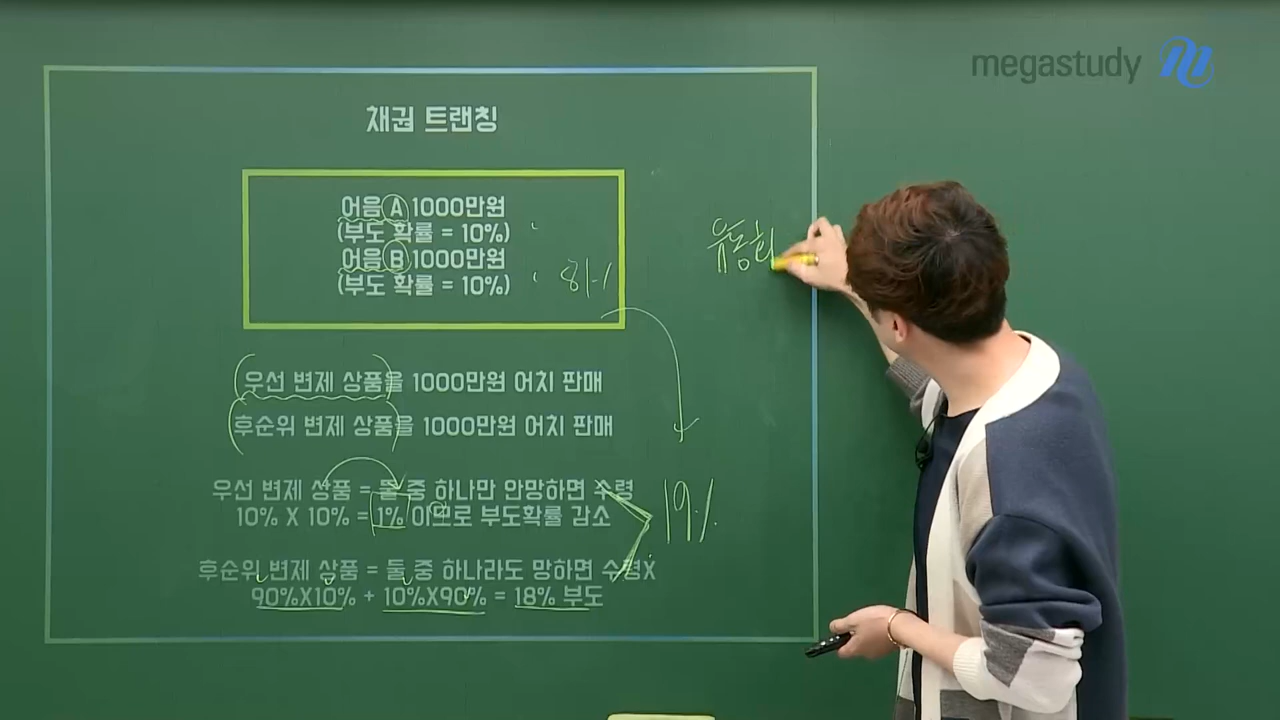 megastudy
채권 트랜칭
어음 A 1000만원
(부도 확률 = 10%)
어음 B 1000만원
(부도 확률 = 10%)
81%
유동화
우선 변제 상품을 1000만원 어치 판매
후순위 변제 상품을 1000만원 어치 판매
우선 변제 상품 = 둘 중 하나만 안망하면 수령
10% X 10% = 1% 이므로 부도확률 감소
19%
후순위 변제 상품 = 둘 중 하나라도 망하면 수령X
90%X10% + 10%X90% = 18% 부도